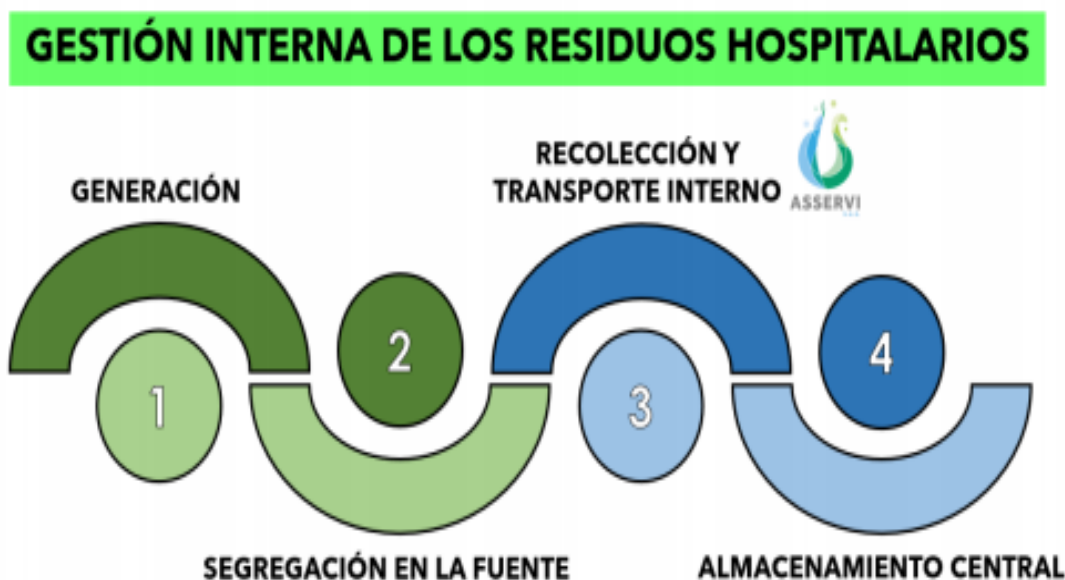 GESTIÓN INTERNA DE LOS RESIDUOS HOSPITALARIOS
GENERACIÓN
RECOLECCIÓN Y
TRANSPORTE INTERNO
ASSERVI
1
2
3
4
SEGREGACIÓN EN LA FUENTE
ALMACENAMIENTO CENTRAL